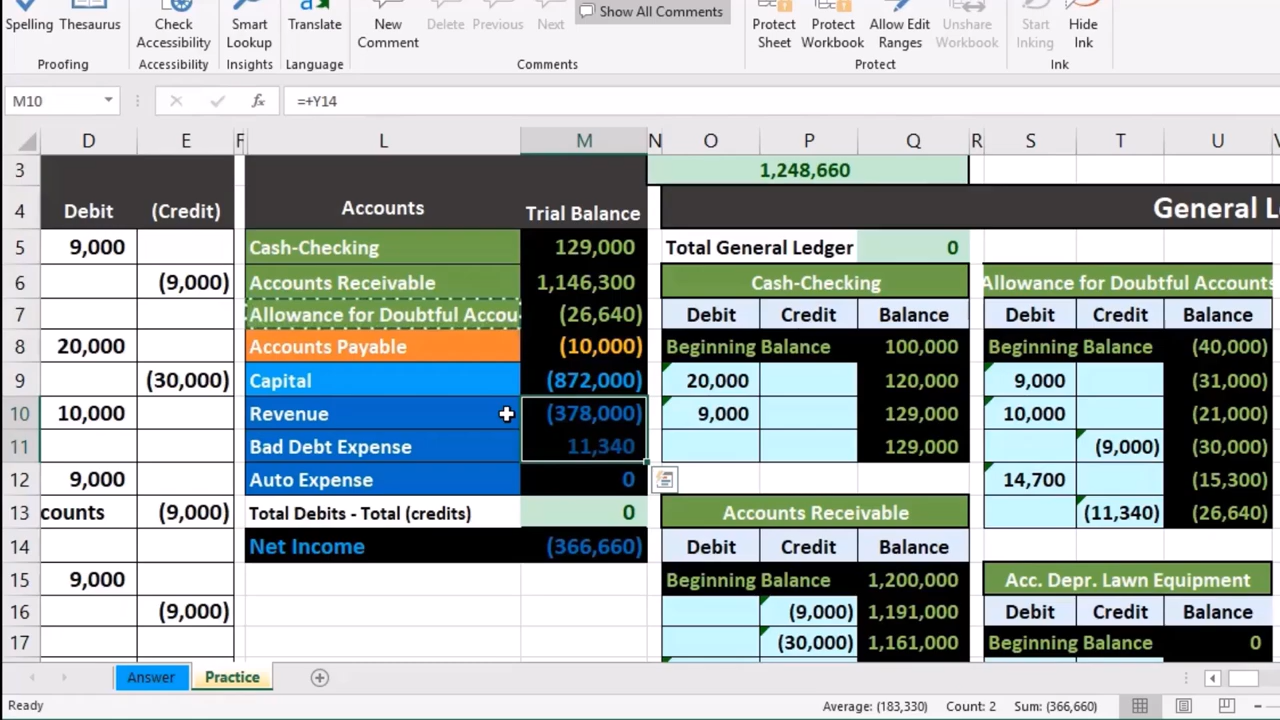 Spelling Thesaurus Check Accessibility Smart Lookup Translate New Comment Delete Previous Next Show All Comments Protect Sheet Protect Workbook Allow Edit Ranges Unshare Workbook Start Inking Hide Ink
Proofing Accessibility Insights Language Comments Protect Ink
M10 fx =+Y14
D E F L M N O P Q R S T U
3 1,248,660
4 Debit (Credit) Accounts Trial Balance General L
5 9,000 Cash-Checking 129,000 Total General Ledger 0
6 (9,000) Accounts Receivable 1,146,300 Cash-Checking Allowance for Doubtful Accounts
7 Allowance for Doubtful Accou (26,640) Debit Credit Balance Debit Credit Balance
8 20,000 Accounts Payable (10,000) Beginning Balance 100,000 Beginning Balance (40,000)
9 (30,000) Capital (872,000) 20,000 120,000 9,000 (31,000)
10 10,000 Revenue (378,000) 9,000 129,000 10,000 (21,000)
11 Bad Debt Expense 11,340 129,000 (9,000) (30,000)
12 9,000 Auto Expense 0 14,700 (15,300)
13 counts (9,000) Total Debits - Total (credits) 0 Accounts Receivable (11,340) (26,640)
14 Net Income (366,660) Debit Credit Balance
15 9,000 Beginning Balance 1,200,000 Acc. Depr. Lawn Equipment
16 (9,000) (9,000) 1,191,000 Debit Credit Balance
17 (30,000) 1,161,000 Beginning Balance 0
Answer Practice
Ready Average: (183,330) Count: 2 Sum: (366,660)